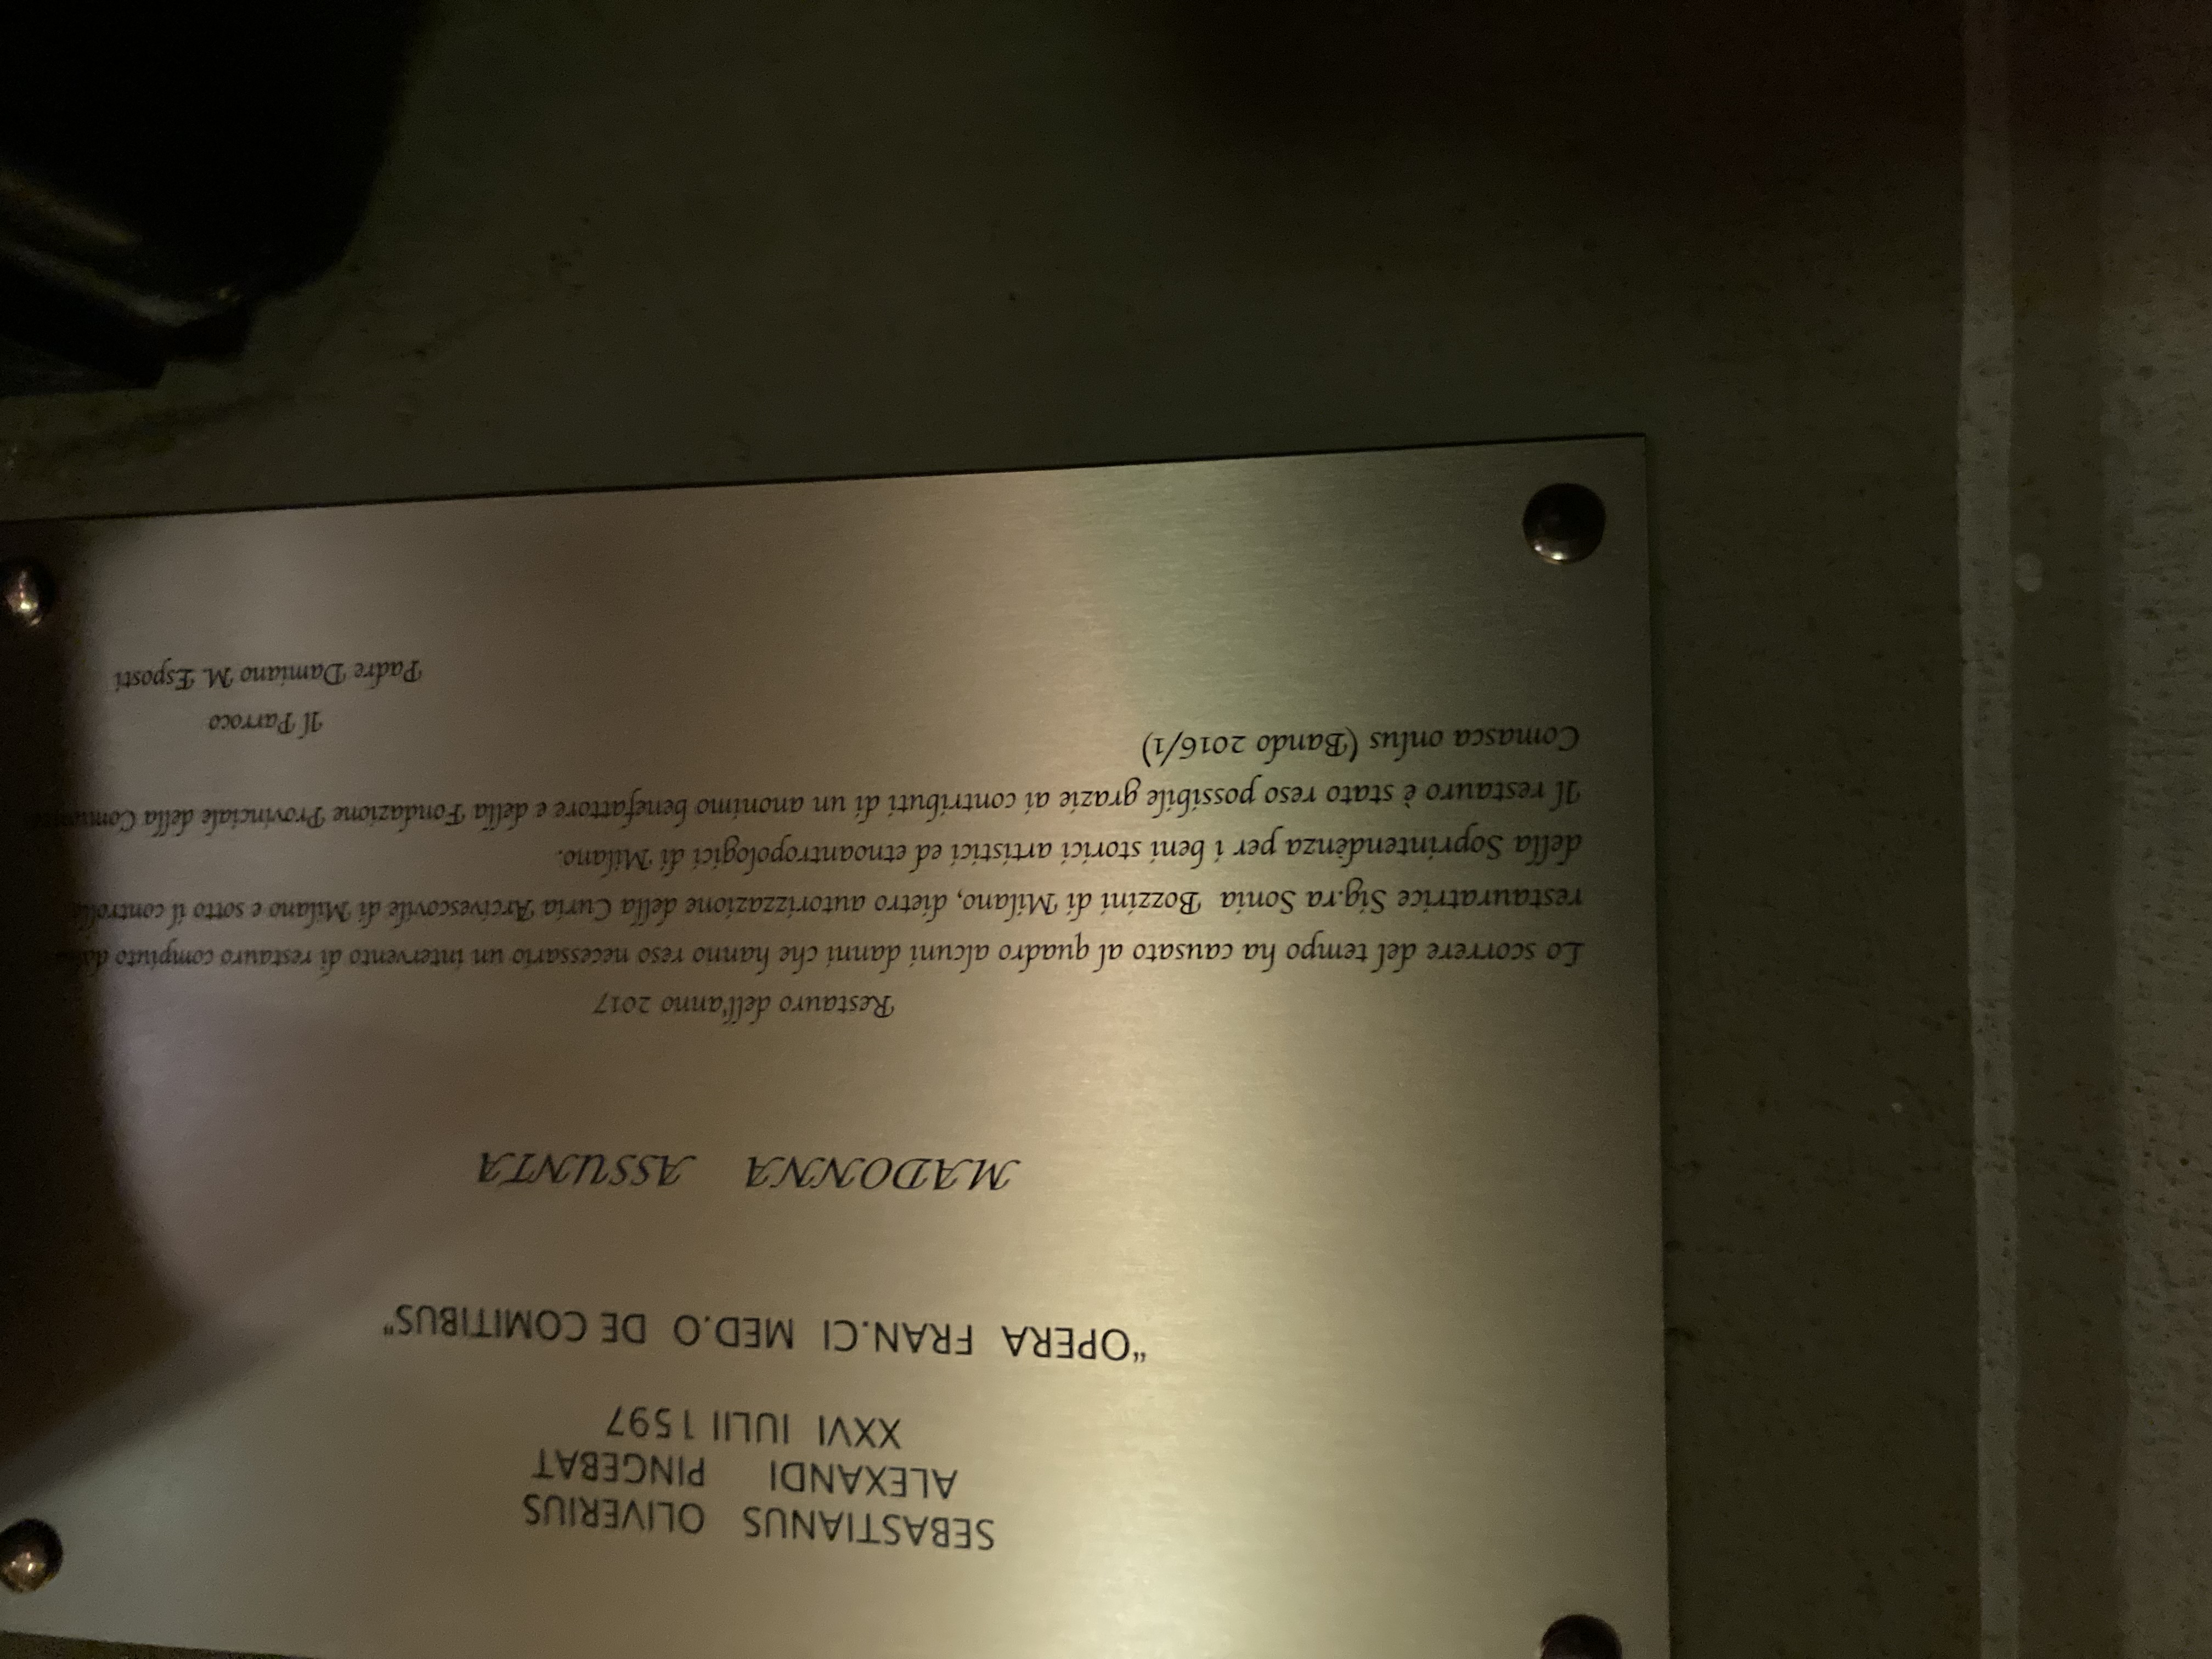 SEBASTIANUS OLIVERIUS
ALEXANDI PINGEBAT
XXVI IULII 1597
"OPERA FRAN.CI MED.O DE COMITIBUS"
MADONNA ASSUNTA
Restauro dell'anno 2017
Lo scorrere del tempo ha causato al quadro alcuni danni che hanno reso necessario un intervento di restauro compiuto
restauratrice Sig.ra Sonia Bozzini di Milano, dietro autorizzazione della Curia Arcivescovile di Milano e sotto il controllo
della Soprintendenza per i beni storici artistici ed etnoantropologici di Milano.
Il restauro è stato reso possibile grazie ai contributi di un anonimo benefattore e della Fondazione Provinciale della
Comasca onlus (Bando 2016/1)
Il Parroco
Padre Damiano M. Esposti